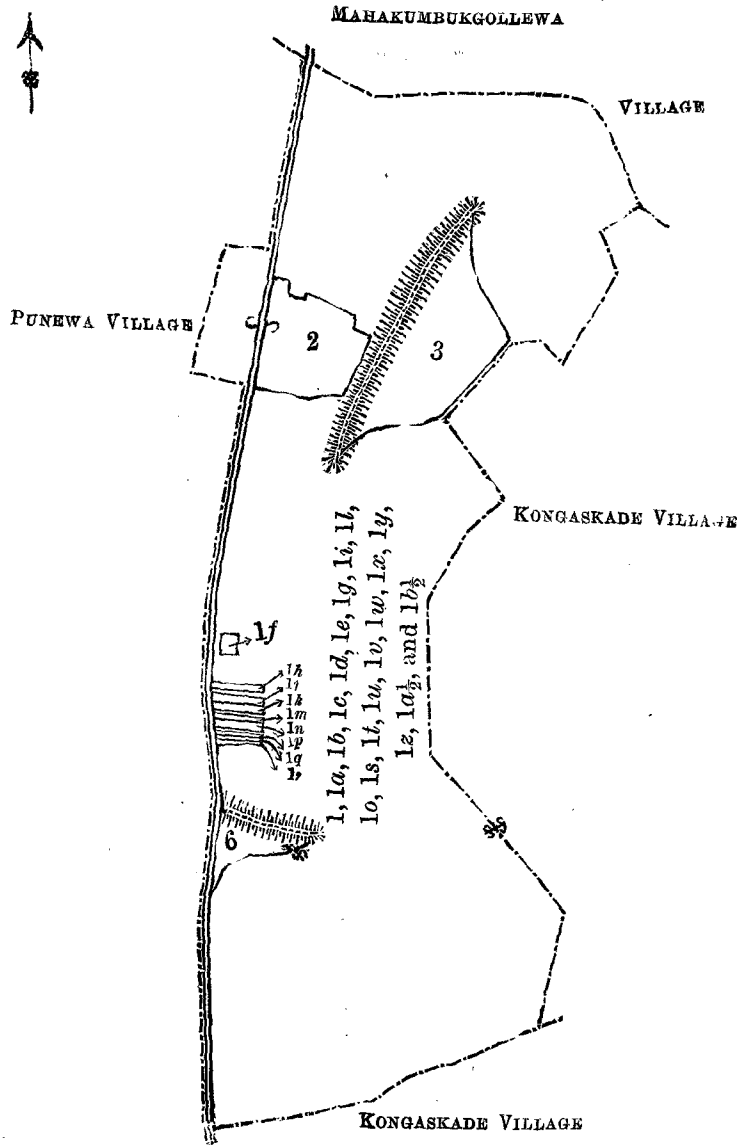 MAHAKUMBUKGOLLEWA
VILLAGE
PUNEWA VILLAGE
2
3
KONGASKADE VILLAGE
1, 1a, 1b, 1c, 1d, 1e, 1g, 1i, 1l,
1o, 1s, 1t, 1u, 1v, 1w, 1x, 1y,
1z, 1a½, and 1b½
1f
1h
1j
1k
1m
1n
1p
1q
6
KONGASKADE VILLAGE